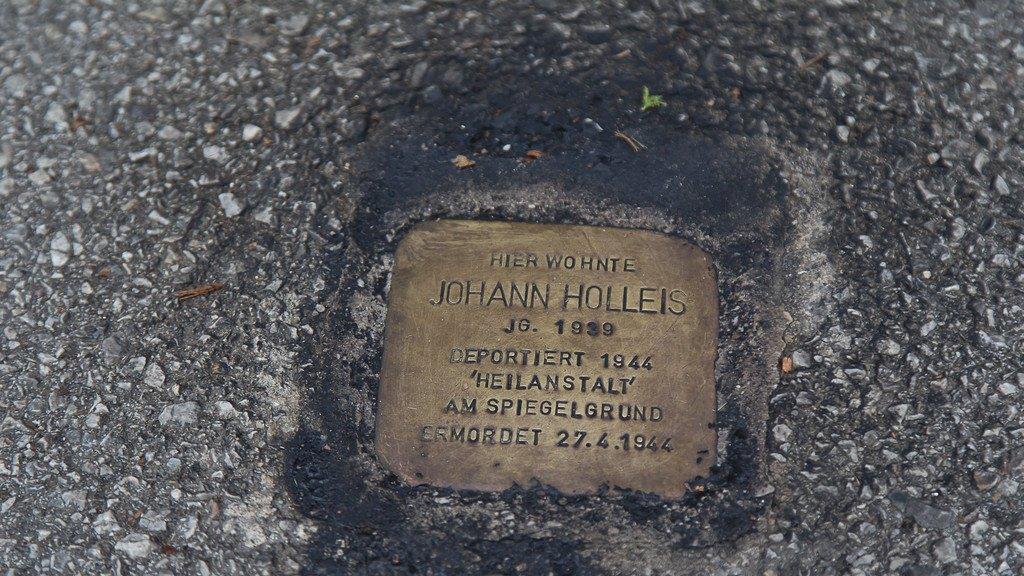 HIER WOHNTE
JOHANN HOLLEIS
JG. 1939
DEPORTIERT 1944
'HEILANSTALT'
AM SPIEGELGRUND
ERMORDET 27.4.1944